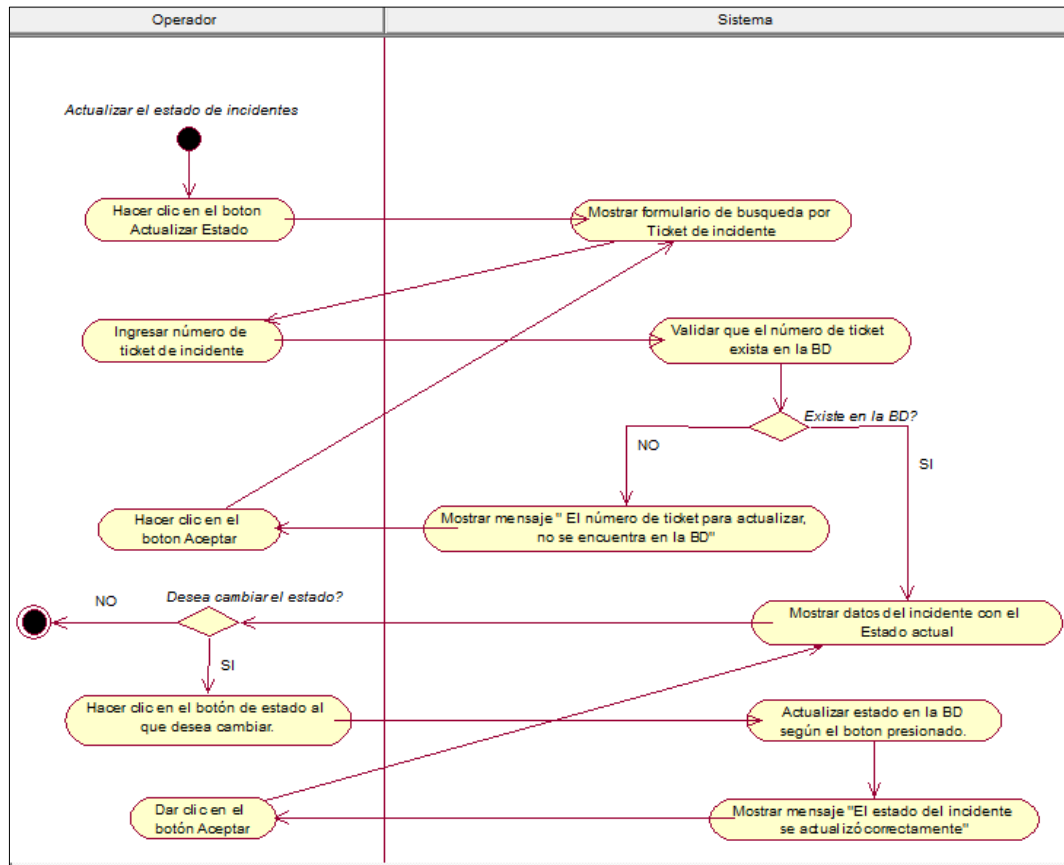 Operador
Sistema
Actualizar el estado de incidentes
Hacer clic en el boton
Actualizar Estado
Mostrar formulario de busqueda por
Ticket de incidente
Ingresar número de
ticket de incidente
Validar que el número de ticket
exista en la BD
Existe en la BD?
NO
SI
Hacer clic en el
boton Aceptar
Mostrar mensaje " El número de ticket para actualizar,
no se encuentra en la BD"
Desea cambiar el estado?
NO
SI
Mostrar datos del incidente con el
Estado actual
Hacer clic en el botón de estado al
que desea cambiar.
Actualizar estado en la BD
según el boton presionado.
Dar clic en el
botón Aceptar
Mostrar mensaje "El estado del incidente
se actualizó correctamente"